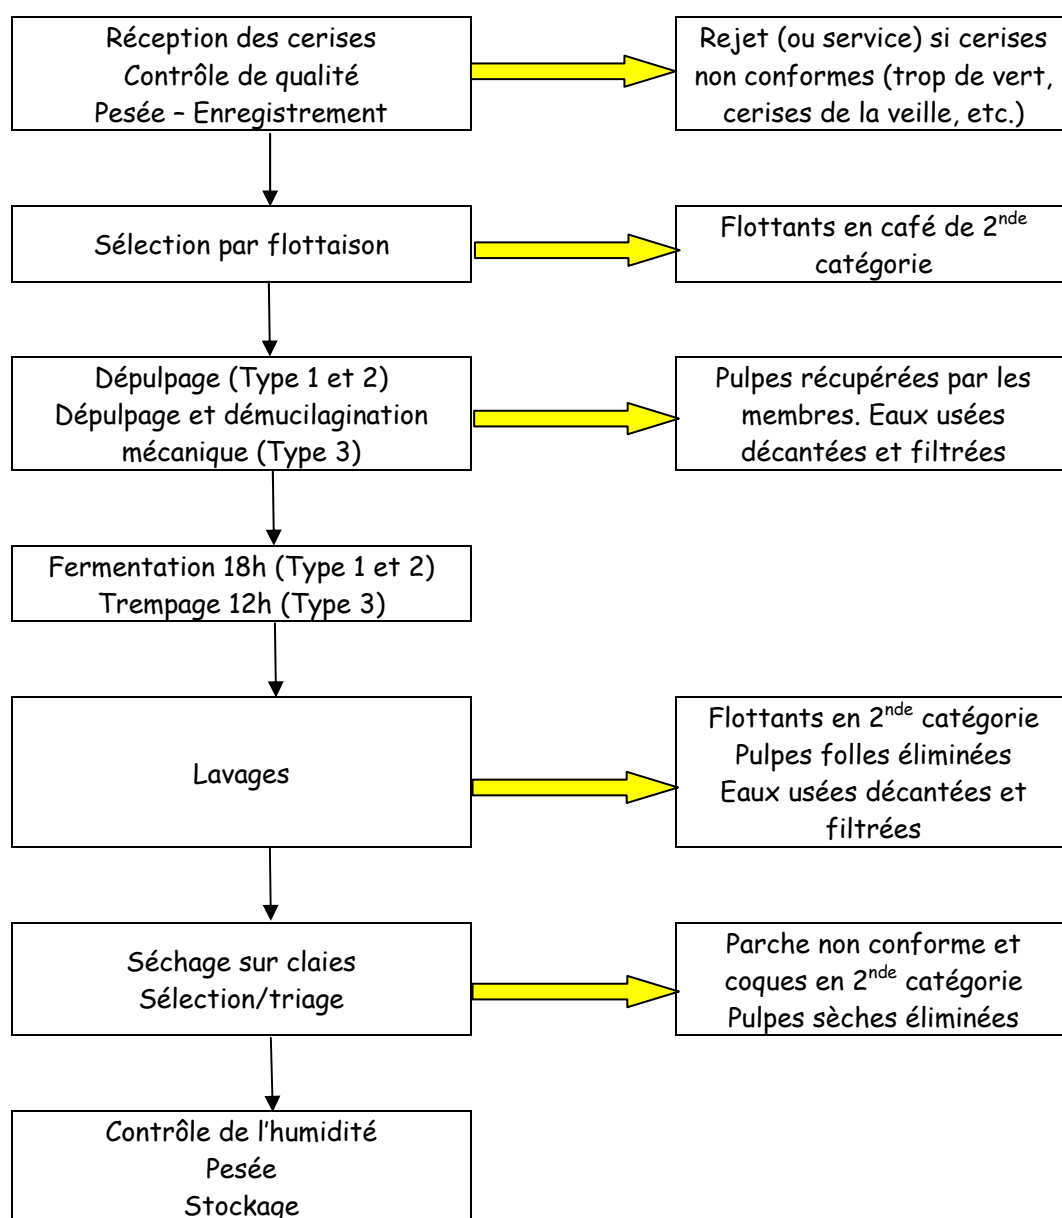 Réception des cerises
Contrôle de qualité
Pesée – Enregistrement
Rejet (ou service) si cerises
non conformes (trop de vert,
cerises de la veille, etc.)
Sélection par flottaison
Flottants en café de 2nde
catégorie
Dépulpage (Type 1 et 2)
Dépulpage et démucilagination
mécanique (Type 3)
Pulpes récupérées par les
membres. Eaux usées
décantées et filtrées
Fermentation 18h (Type 1 et 2)
Trempage 12h (Type 3)
Lavages
Flottants en 2nde catégorie
Pulpes folles éliminées
Eaux usées décantées et
filtrées
Séchage sur claies
Sélection/triage
Parche non conforme et
coques en 2nde catégorie
Pulpes sèches éliminées
Contrôle de l'humidité
Pesée
Stockage